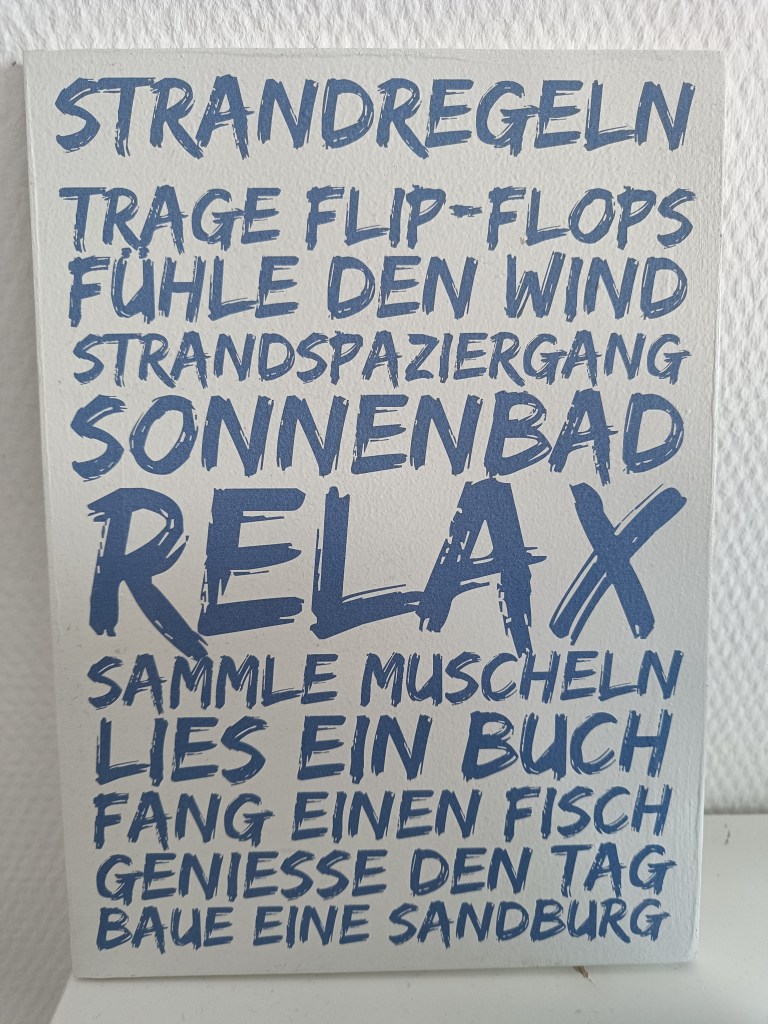 STRANDREGELN
TRAGE FLIP-FLOPS
FÜHLE DEN WIND
STRANDSPAZIERGANG
SONNENBAD
RELAX
SAMMLE MUSCHELN
LIES EIN BUCH
FANG EINEN FISCH
GENIESSE DEN TAG
BAUE EINE SANDBURG